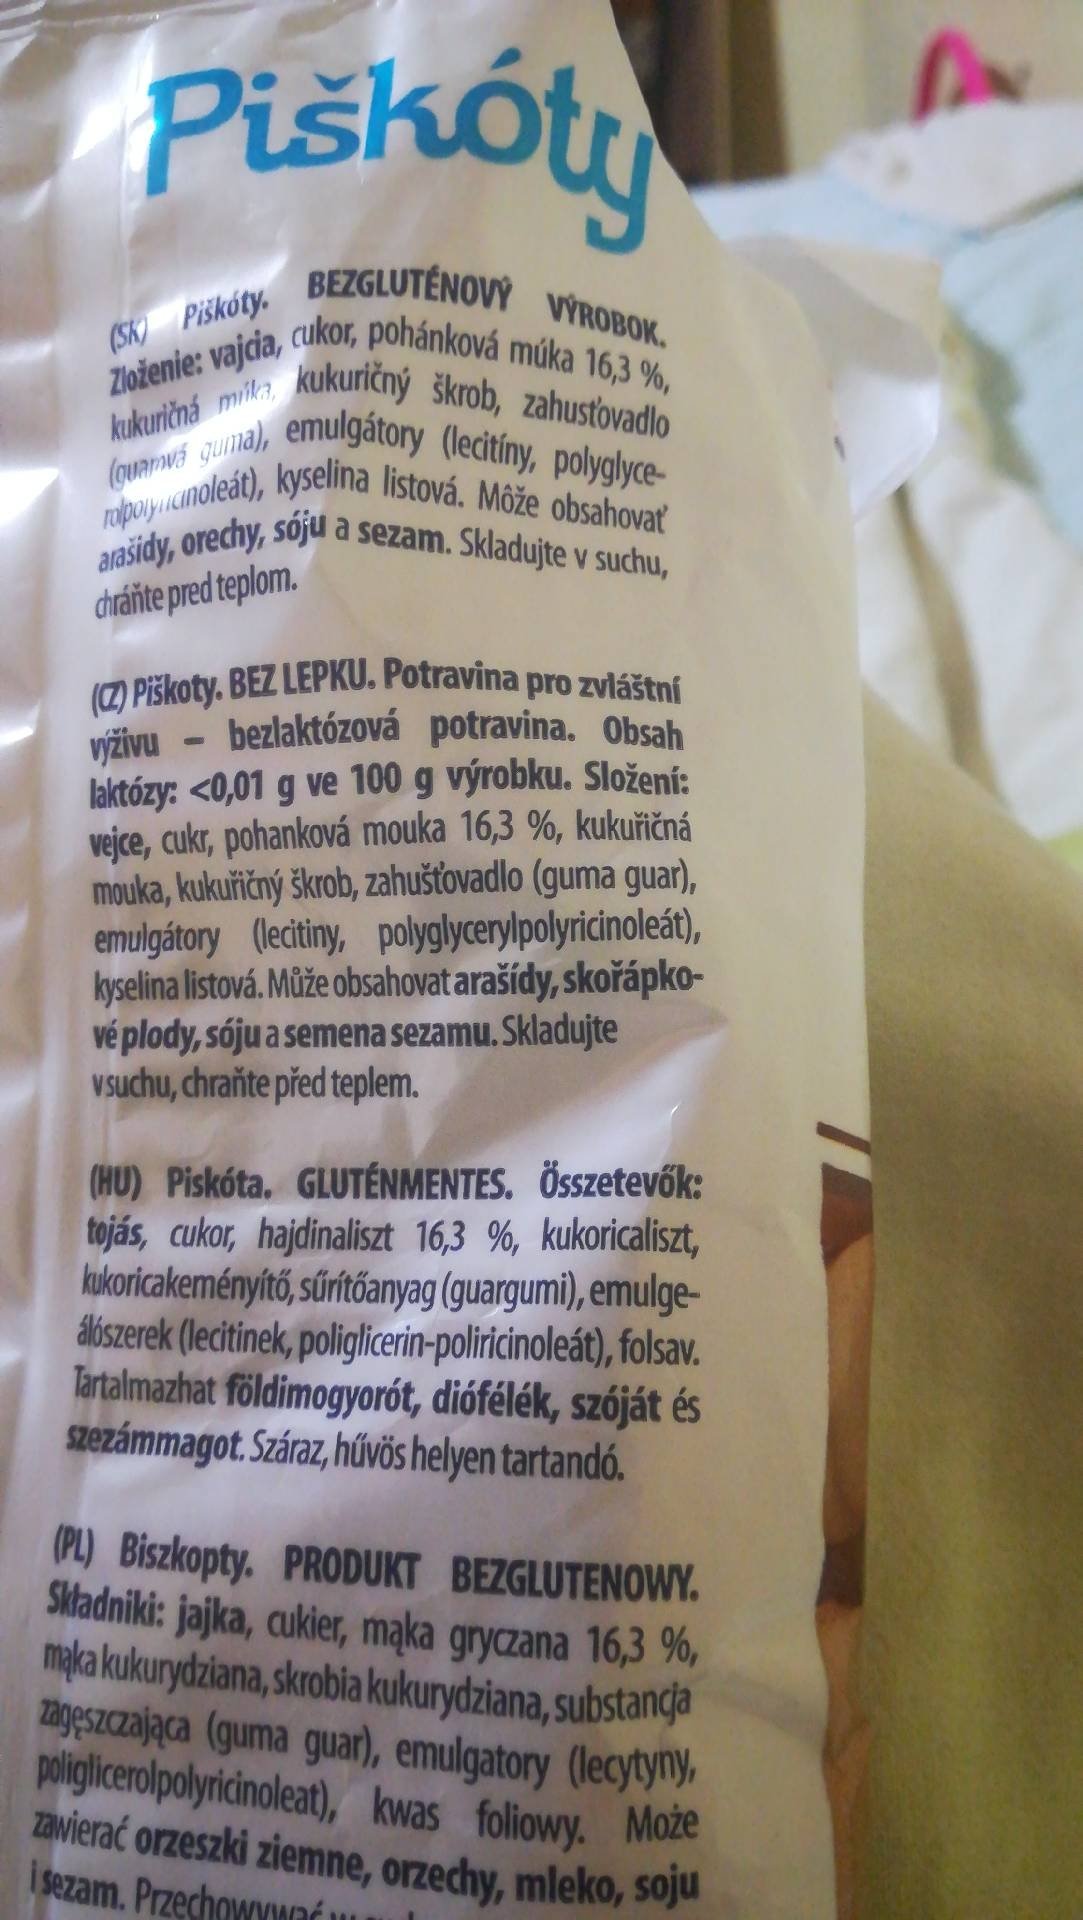 Piškóty
(SK) Piškóty. BEZGLUTÉNOVÝ VÝROBOK.
Zloženie: vajcia, cukor, pohánková múka 16,3 %,
kukuričná múka, kukuričný škrob, zahusťovadlo
(guarová guma), emulgátory (lecitíny, polyglyce-
rolpolyricinoleát), kyselina listová. Môže obsahovať
arašidy, orechy, sóju a sezam. Skladujte v suchu,
chráňte pred teplom.
(CZ) Piškoty. BEZ LEPKU. Potravina pro zvláštní
výživu – bezlaktózová potravina. Obsah
laktózy: <0,01 g ve 100 g výrobku. Složení:
vejce, cukr, pohanková mouka 16,3 %, kukuřičná
mouka, kukuřičný škrob, zahušťovadlo (guma guar),
emulgátory (lecitiny, polyglycerylpolyricinoleát),
kyselina listová. Může obsahovat arašídy, skořápko-
vé plody, sóju a semena sezamu. Skladujte
v suchu, chraňte před teplem.
(HU) Piskóta. GLUTÉNMENTES. Összetevők:
tojás, cukor, hajdinaliszt 16,3 %, kukoricaliszt,
kukoricakeményítő, sűrítőanyag (guargumi), emulge-
álószerek (lecitinek, poliglicerin-poliricinoleát), folsav.
Tartalmazhat földimogyorót, diófélék, szóját és
szezámmagot. Száraz, hűvös helyen tartandó.
(PL) Biszkopty. PRODUKT BEZGLUTENOWY.
Składniki: jajka, cukier, mąka gryczana 16,3 %,
mąka kukurydziana, skrobia kukurydziana, substancja
zagęszczająca (guma guar), emulgatory (lecytyny,
poliglicerolpolyricinoleat), kwas foliowy. Może
zawierać orzeszki ziemne, orzechy, mleko, soju
i sezam. Przechowywać w